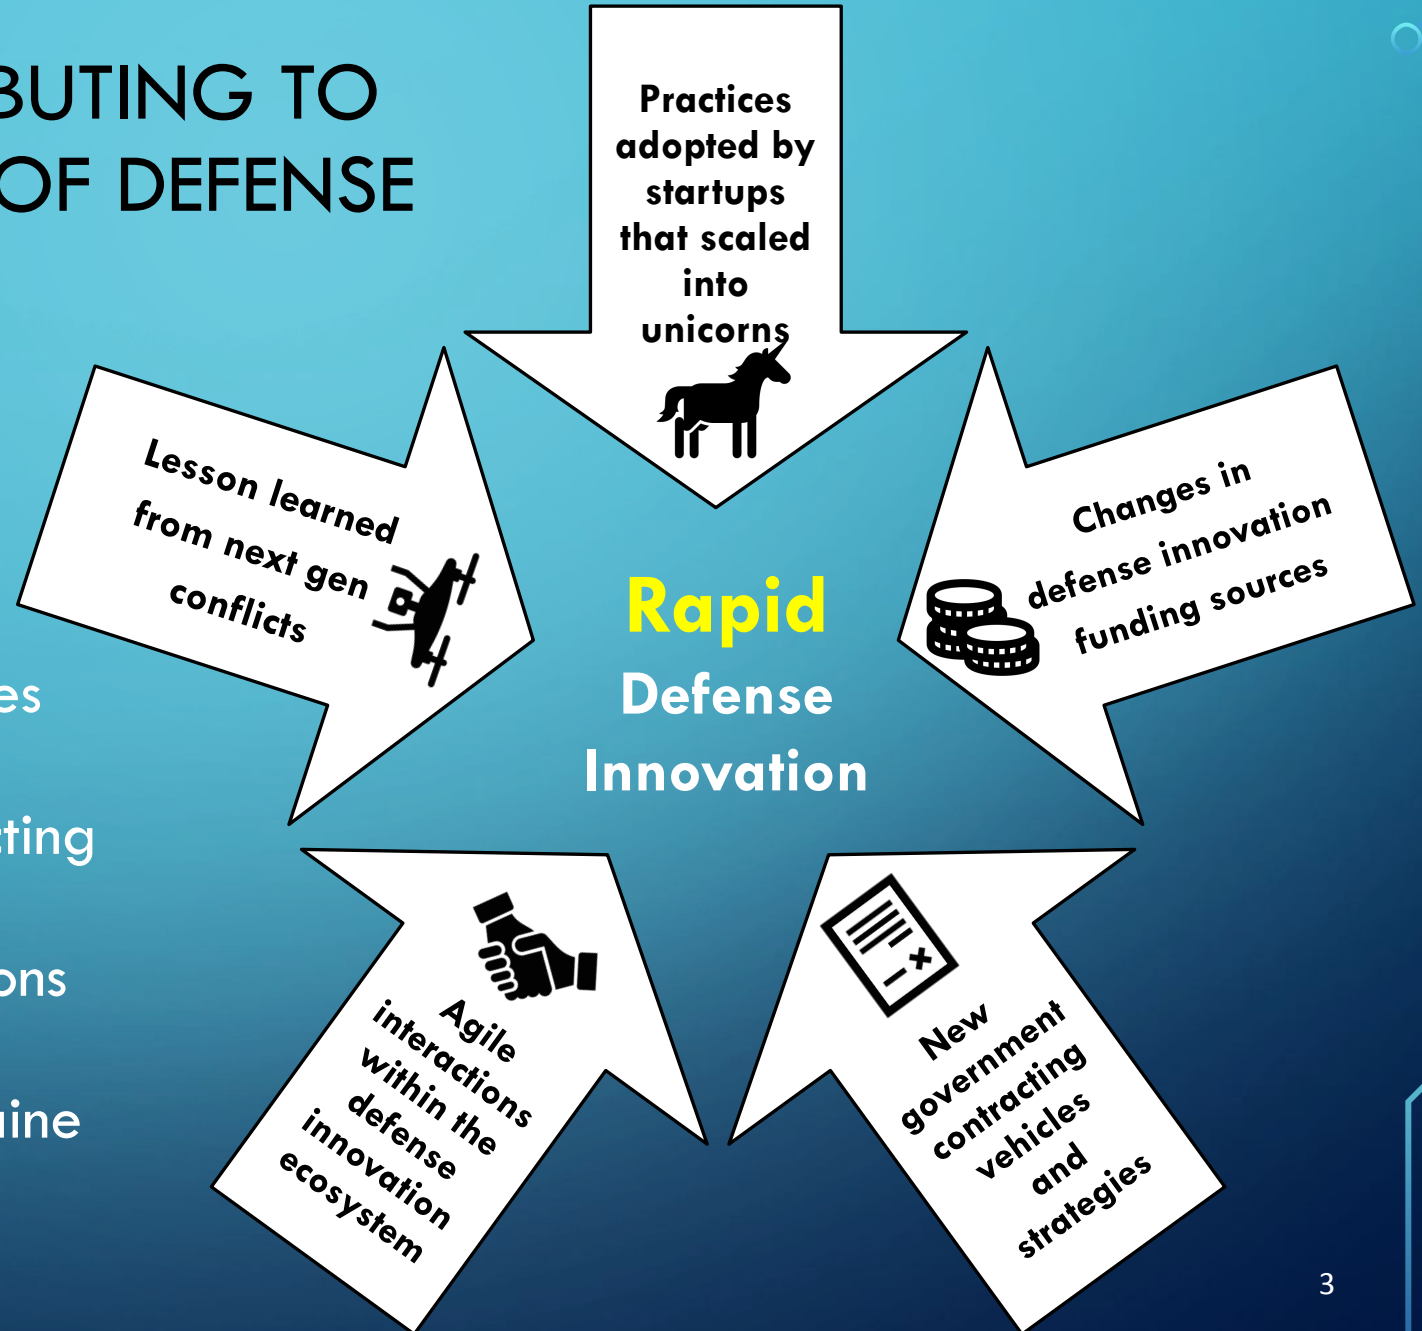 BUTING TO
OF DEFENSE
Practices
adopted by
startups
that scaled
into
unicorns
Lesson learned
from next gen
conflicts
Changes in
defense innovation
funding sources
Rapid
Defense
Innovation
es
cting
ons
aine
Agile
interactions
within the
defense
innovation
ecosystem
New
government
contracting
vehicles
and
strategies
3